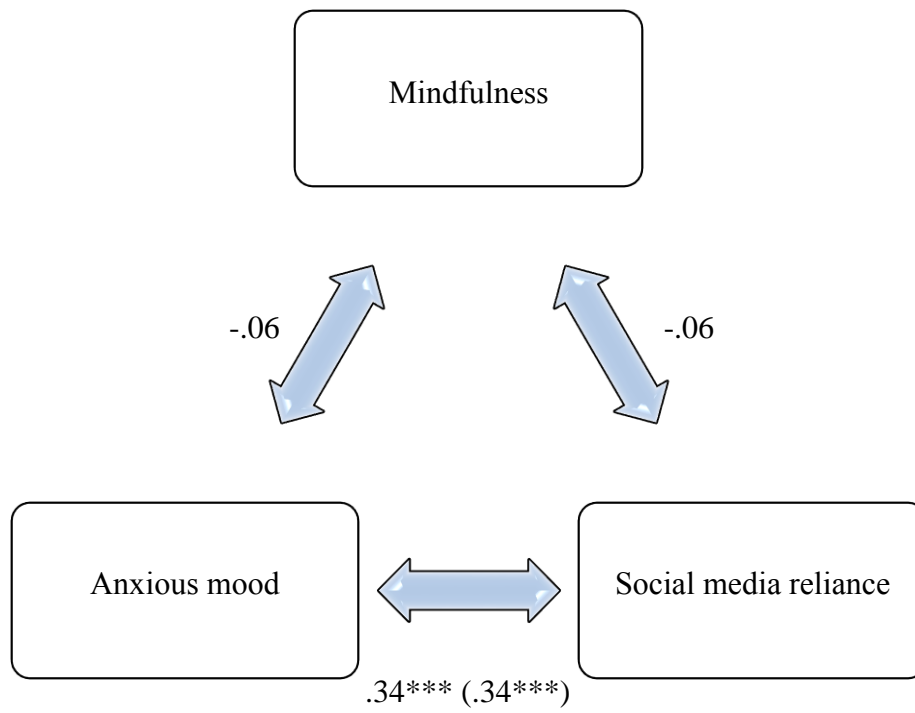 Mindfulness
-.06
-.06
Anxious mood
Social media reliance
.34*** (.34***)